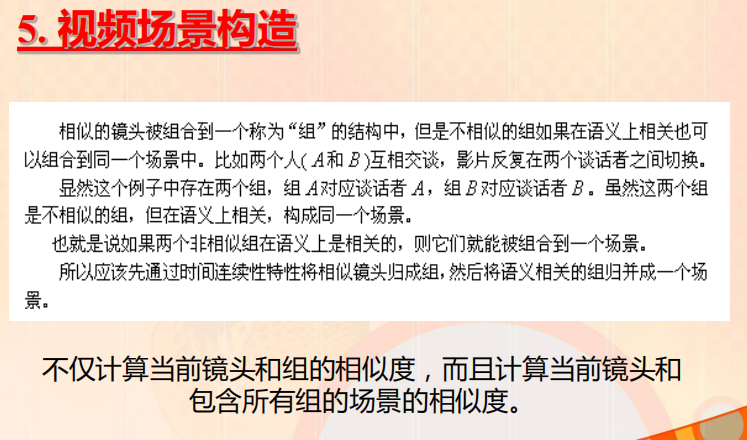 5. 视频场景构造
相似的镜头被组合到一个称为“组”的结构中，但是不相似的组如果在语义上相关也可
以组合到同一个场景中。比如两个人(A和B)互相交谈，影片反复在两个谈话者之间切换。
显然这个例子中存在两个组，组A对应谈话者A，组B对应谈话者B。虽然这两个组
是不相似的组，但在语义上相关，构成同一个场景。
也就是说如果两个非相似组在语义上是相关的，则它们就能被组合到一个场景。
所以应该先通过时间连续性特性将相似镜头归成组，然后将语义相关的组归并成一个场
景。
不仅计算当前镜头和组的相似度，而且计算当前镜头和
包含所有组的场景的相似度。